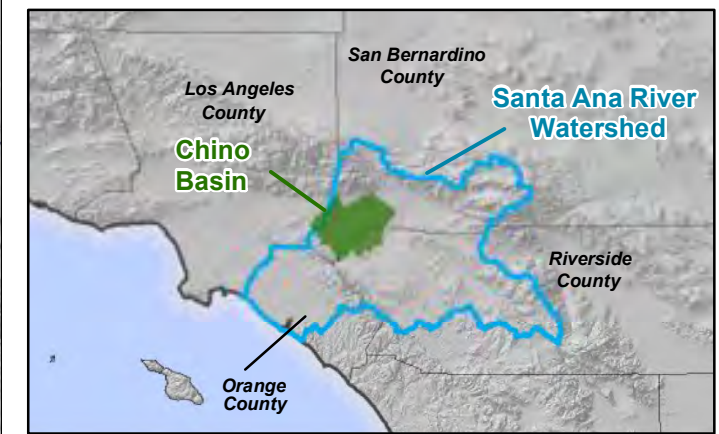 San Bernardino
County
Los Angeles
County
Santa Ana River
Watershed
Chino
Basin
Riverside
County
Orange
County